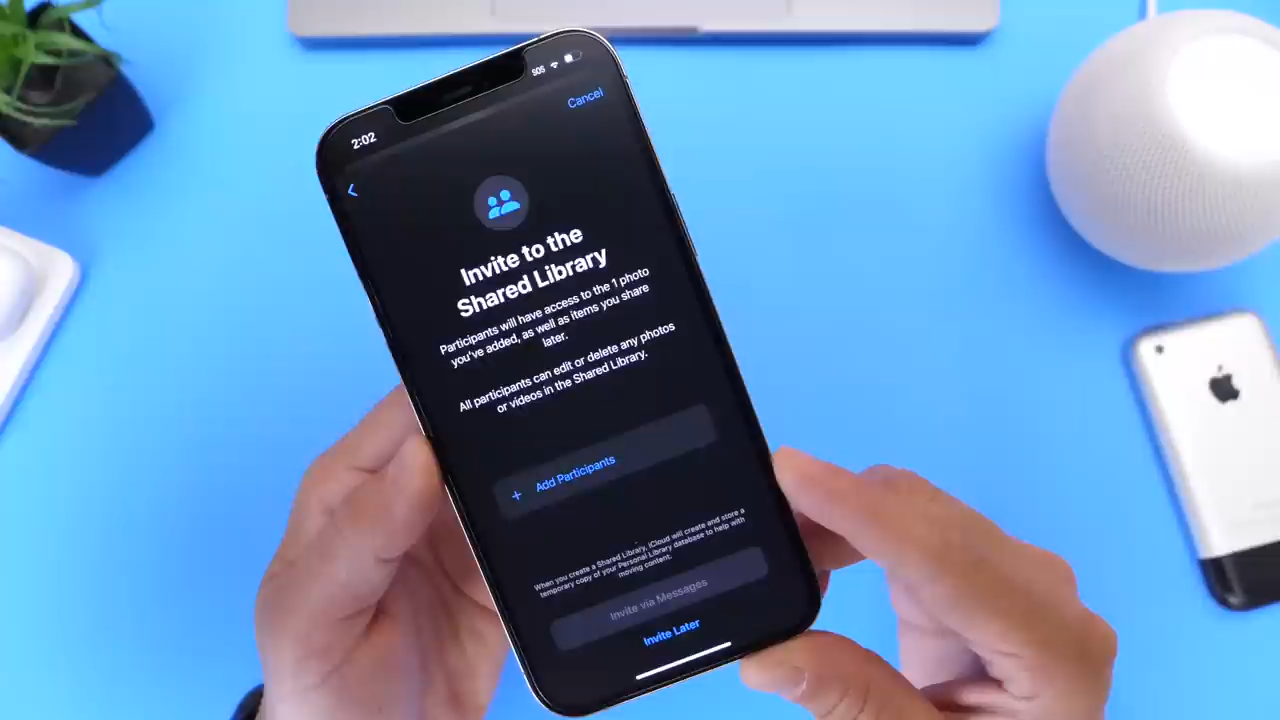 2:02
SOS
Cancel
Invite to the
Shared Library
Participants will have access to the 1 photo
you've added, as well as items you share
later.
All participants can edit or delete any photos
or videos in the Shared Library.
+ Add Participants
When you create a Shared Library, iCloud will create and store a
temporary copy of your Personal Library database to help with
moving content.
Invite via Messages
Invite Later